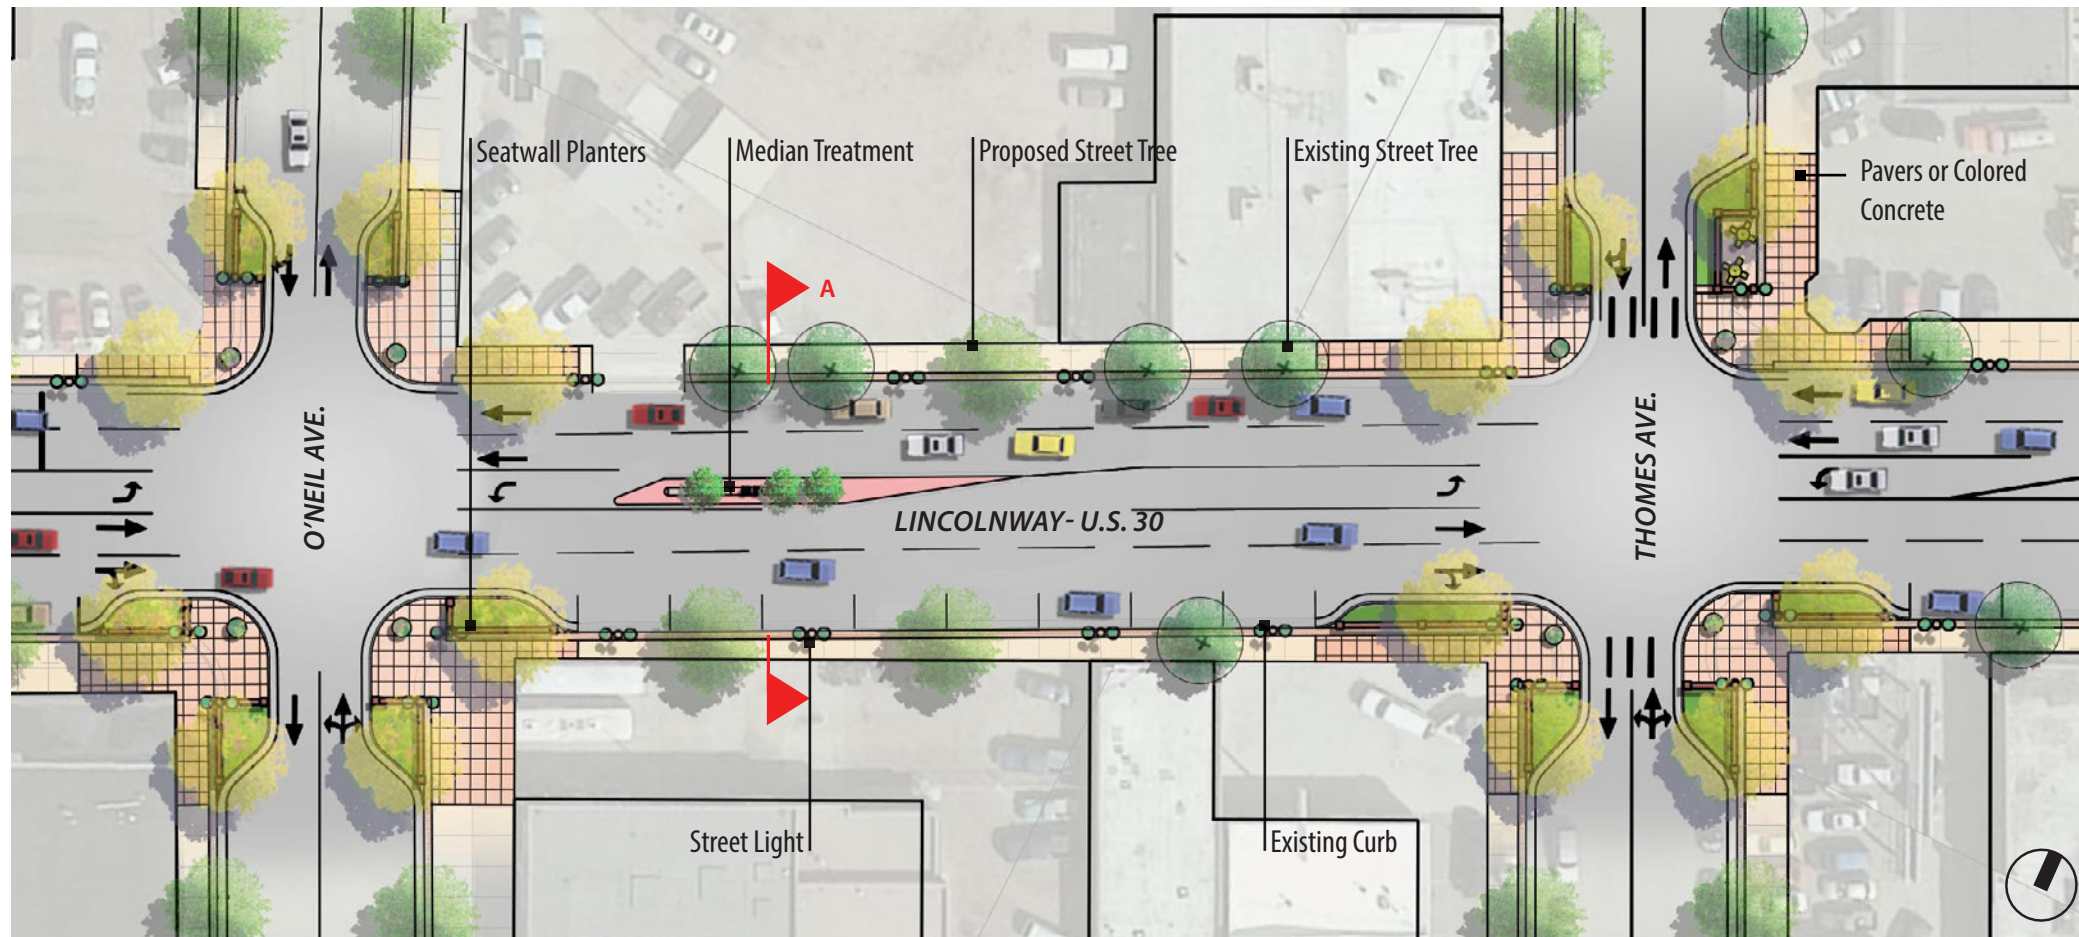 Seatwall Planters
Median Treatment
Proposed Street Tree
Existing Street Tree
Pavers or Colored
Concrete
A
O'NEIL AVE.
THOMES AVE.
LINCOLNWAY- U.S. 30
Street Light
Existing Curb